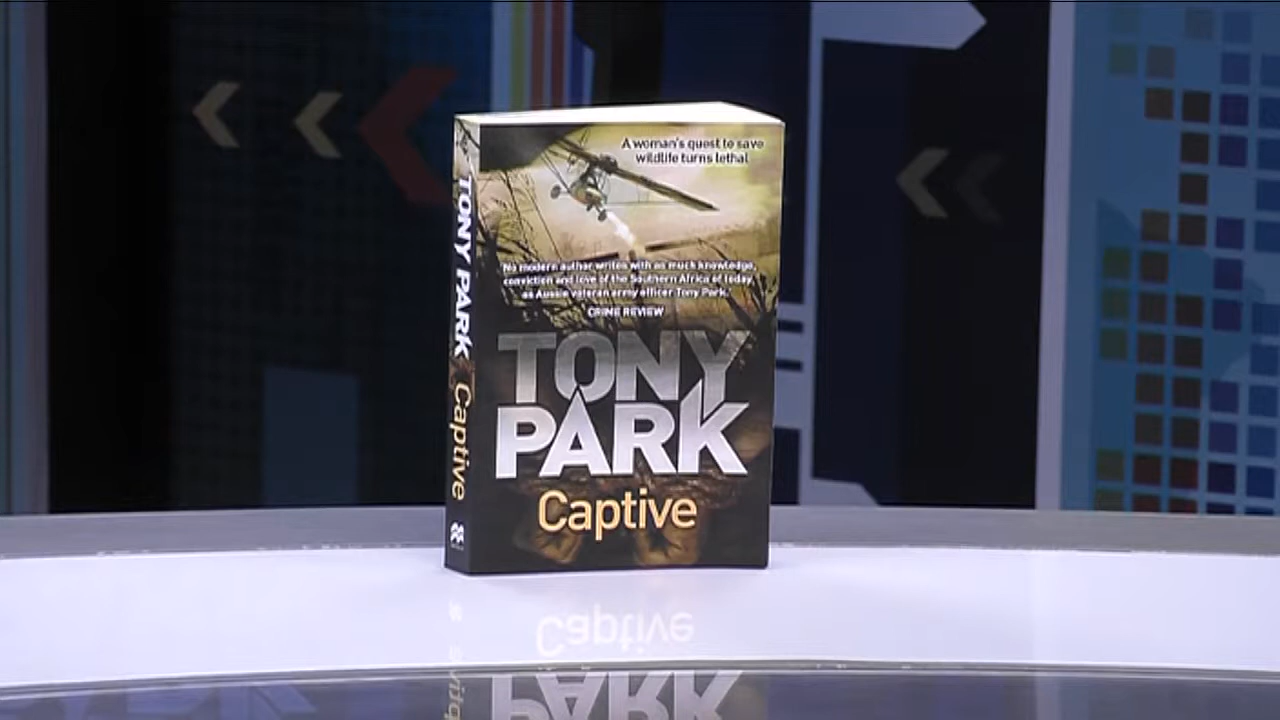 A woman's quest to save
wildlife turns lethal
'No modern author writes with as much knowledge,
conviction and love of the Southern Africa of today,
as Aussie veteran army officer Tony Park.'
CRIME REVIEW
TONY
PARK
Captive
TONY PARK Captive
Captive
PARK